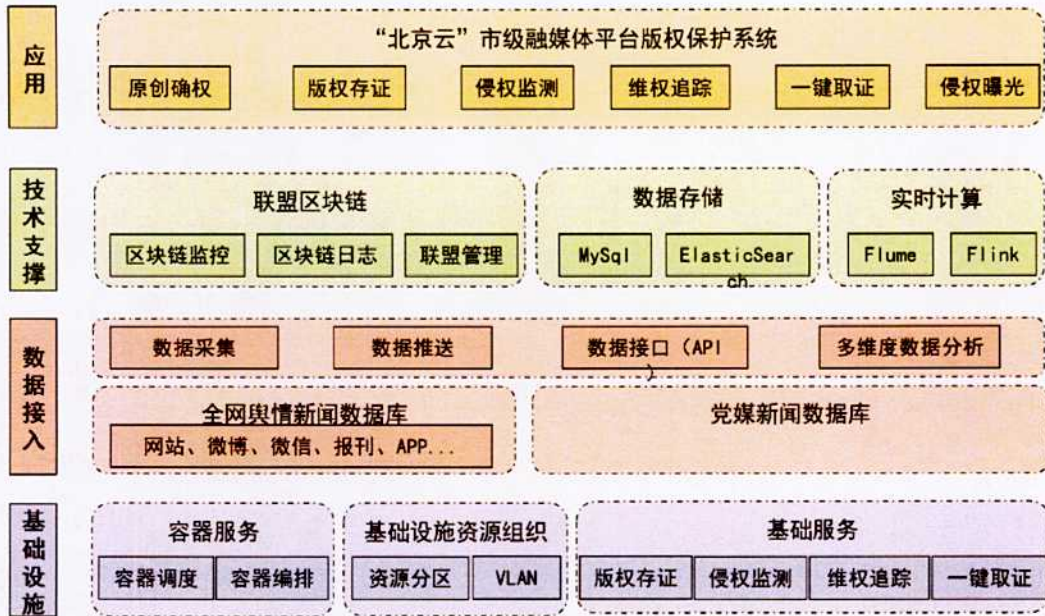 应用
“北京云”市级融媒体平台版权保护系统
原创确权
版权存证
侵权监测
维权追踪
一键取证
侵权曝光
技术支撑
联盟区块链
区块链监控
区块链日志
联盟管理
数据存储
MySql
ElasticSear
ch
实时计算
Flume
Flink
数据接入
数据采集
数据推送
数据接口（API
）
多维度数据分析
全网舆情新闻数据库
网站、微博、微信、报刊、APP...
党媒新闻数据库
基础设施
容器服务
容器调度
容器编排
基础设施资源组织
资源分区
VLAN
基础服务
版权存证
侵权监测
维权追踪
一键取证